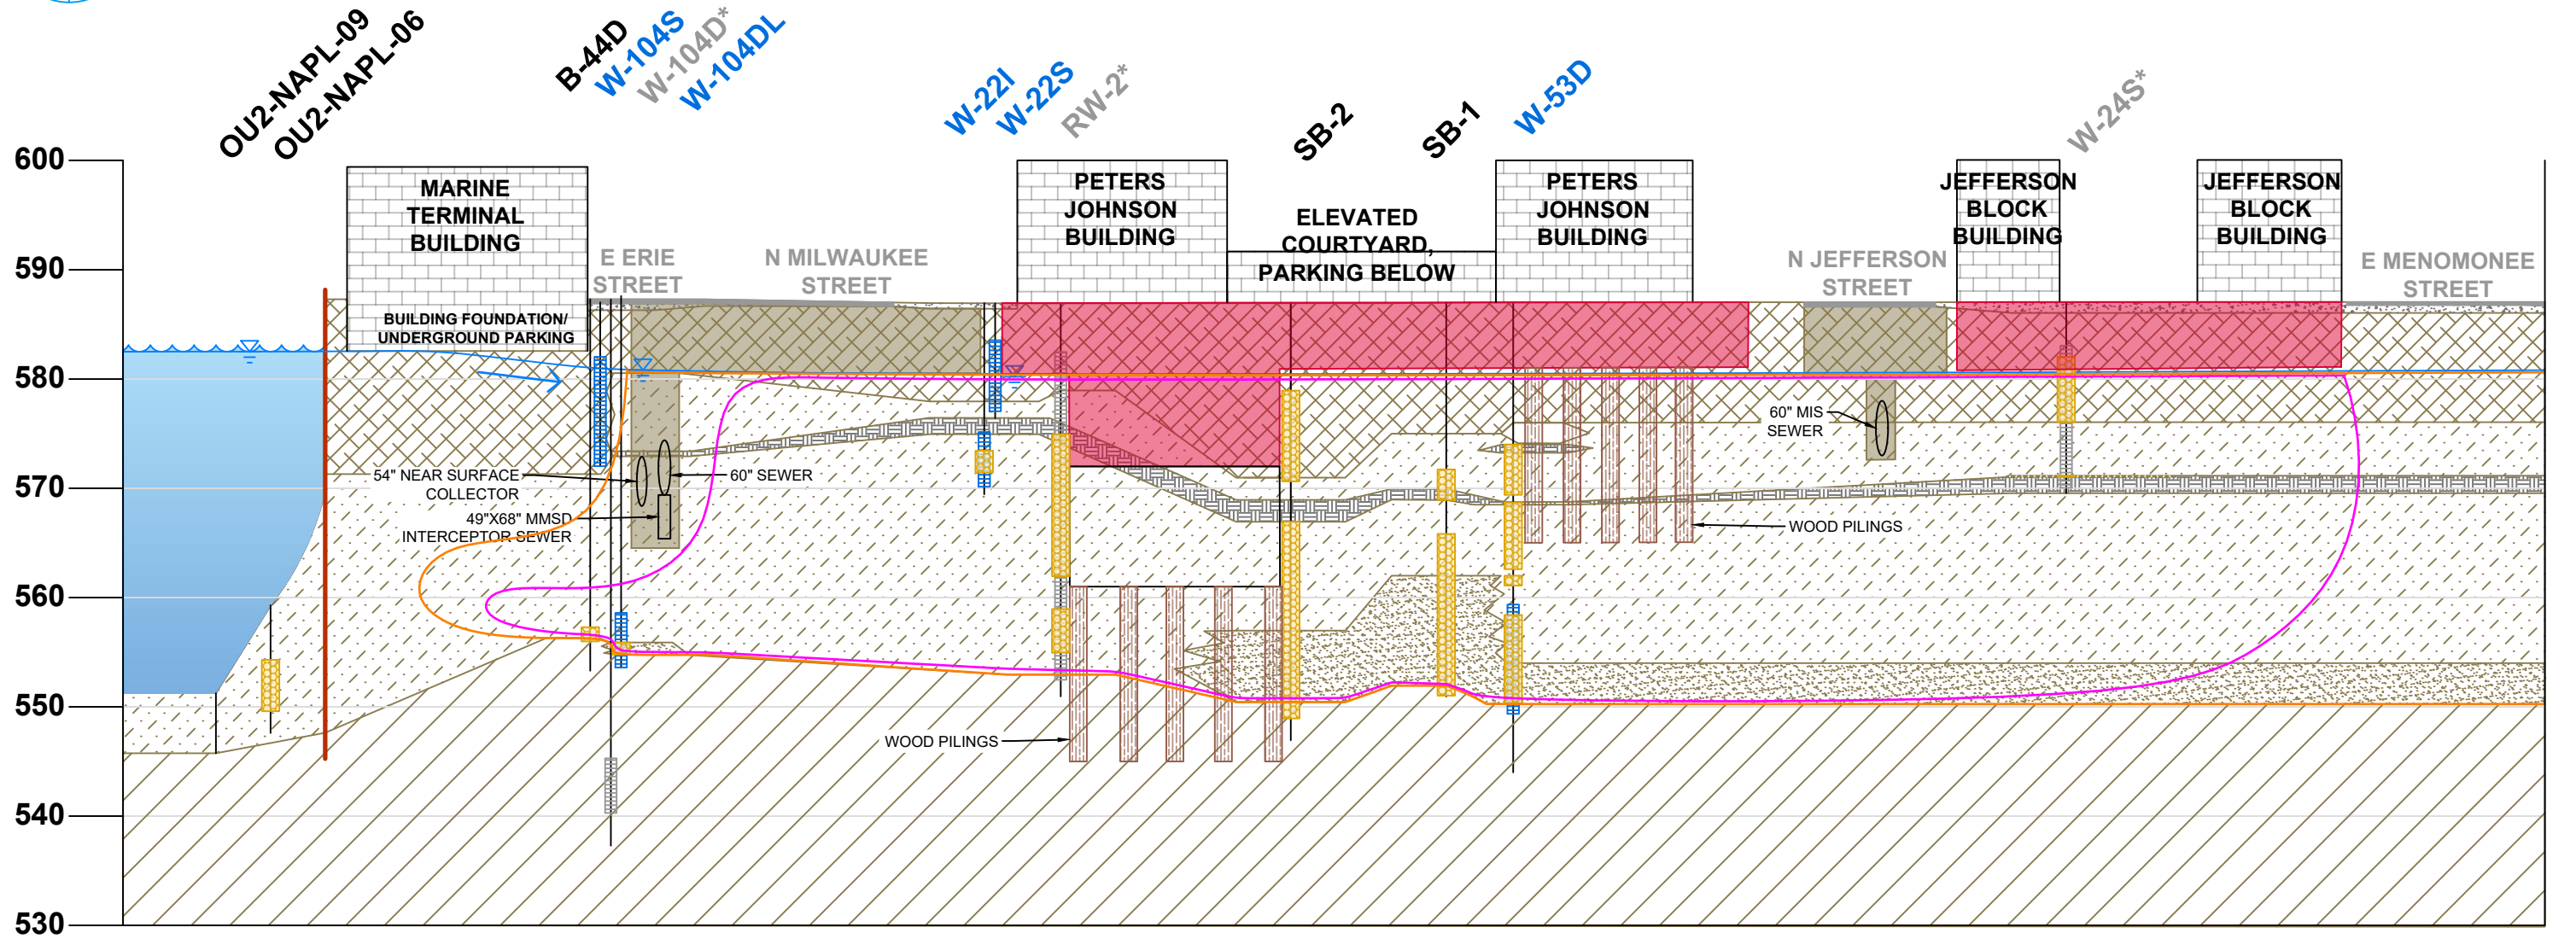 OU2-NAPL-09
OU2-NAPL-06
B-44D
W-104S
W-104D*
W-104DL
W-22I
W-22S
RW-2*
SB-2
SB-1
W-53D
W-24S*
600
590
580
570
560
550
540
530
MARINE
TERMINAL
BUILDING
BUILDING FOUNDATION/
UNDERGROUND PARKING
E ERIE
STREET
N MILWAUKEE
STREET
PETERS
JOHNSON
BUILDING
ELEVATED
COURTYARD,
PARKING BELOW
PETERS
JOHNSON
BUILDING
N JEFFERSON
STREET
JEFFERSON
BLOCK
BUILDING
JEFFERSON
BLOCK
BUILDING
E MENOMONEE
STREET
54" NEAR SURFACE
COLLECTOR
60" SEWER
49"X68" MMSD
INTERCEPTOR SEWER
60" MIS
SEWER
WOOD PILINGS
WOOD PILINGS